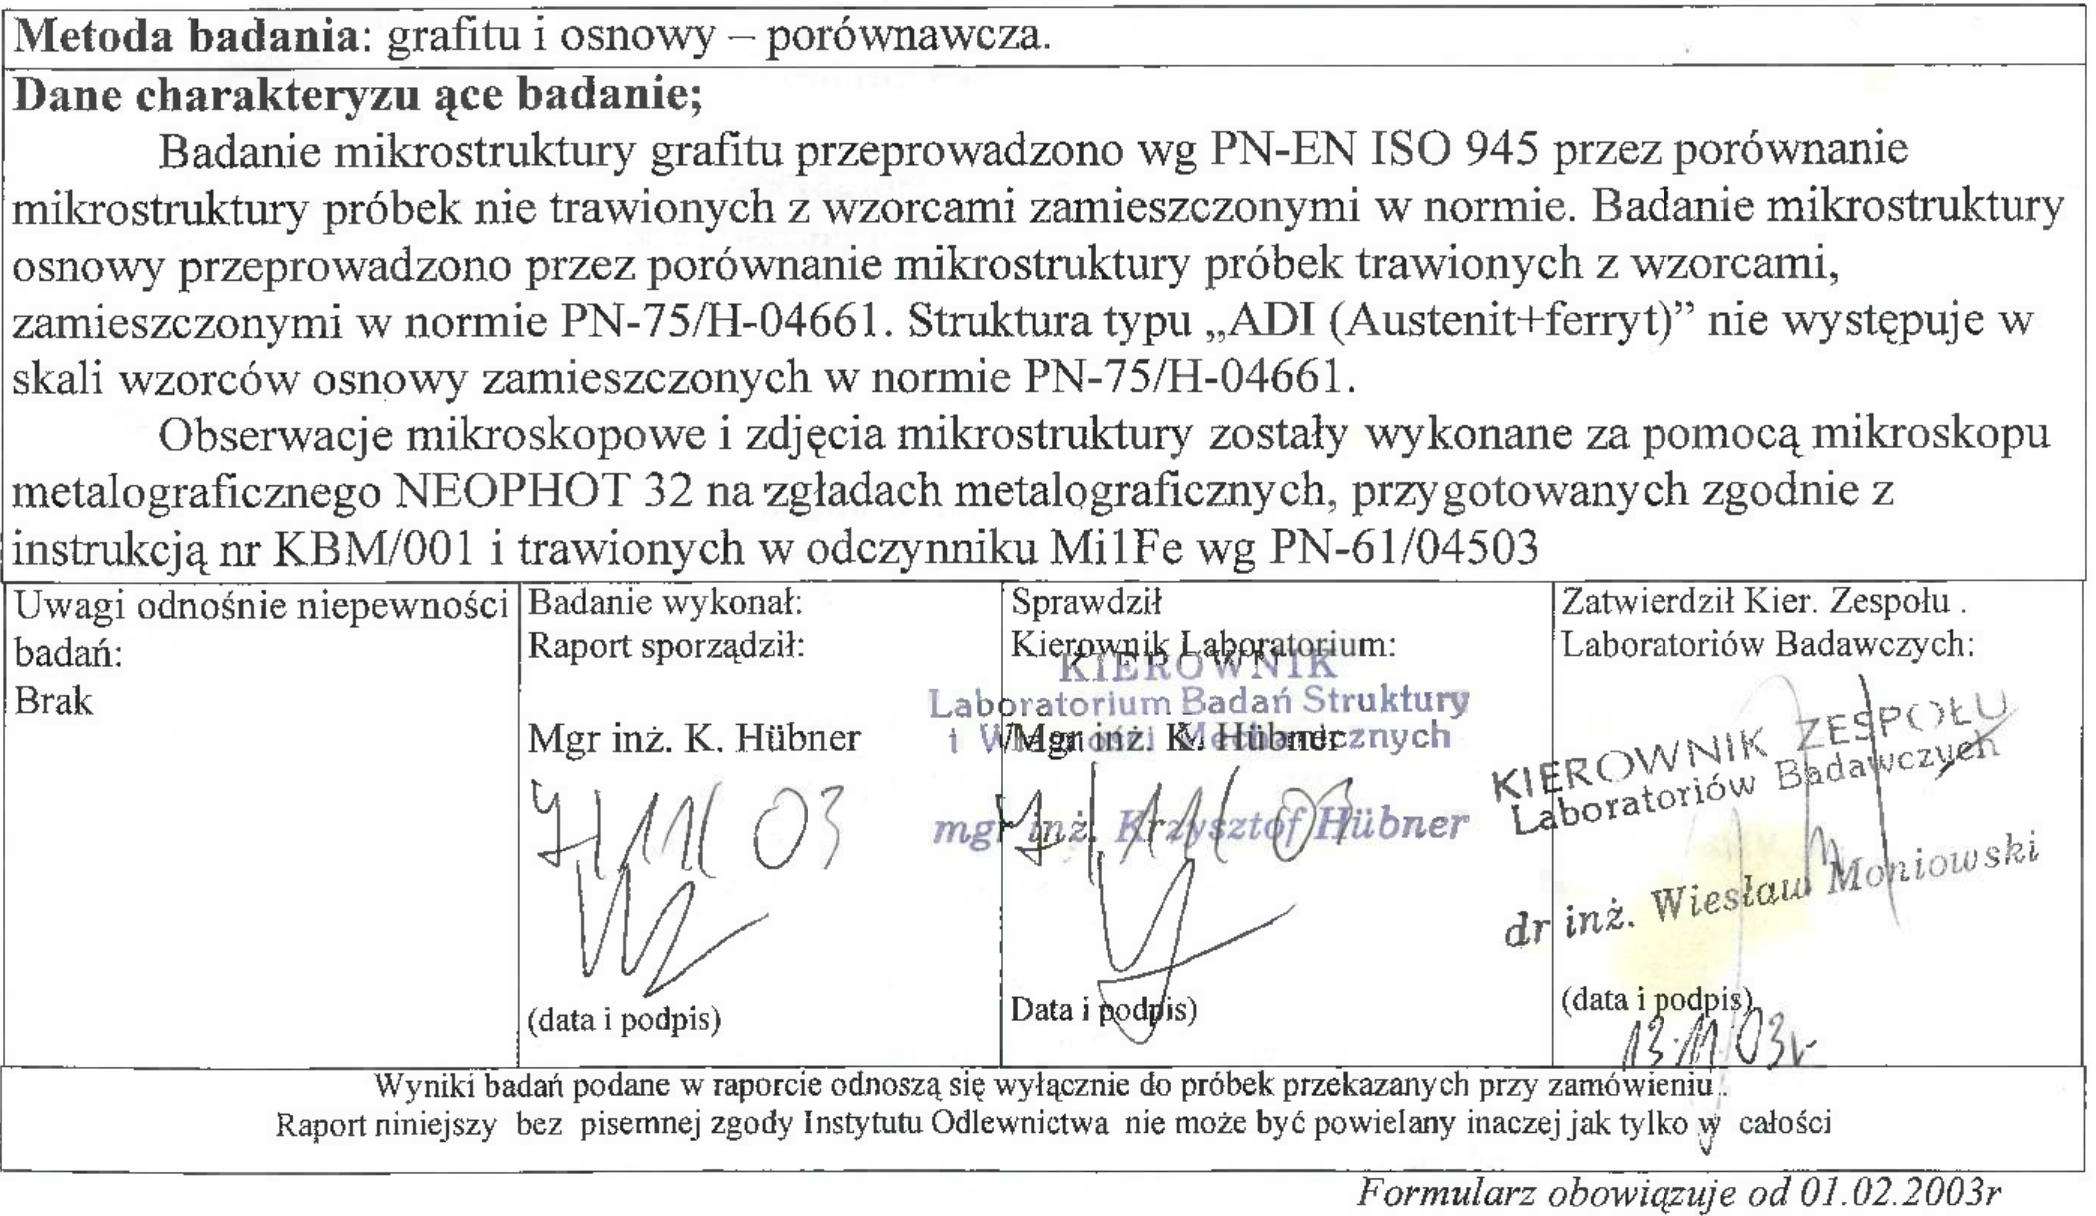 Metoda badania: grafitu i osnowy – porównawcza.
Dane charakteryzu ące badanie;
Badanie mikrostruktury grafitu przeprowadzono wg PN-EN ISO 945 przez porównanie
mikrostruktury próbek nie trawionych z wzorcami zamieszczonymi w normie. Badanie mikrostruktury
osnowy przeprowadzono przez porównanie mikrostruktury próbek trawionych z wzorcami,
zamieszczonymi w normie PN-75/H-04661. Struktura typu „ADI (Austenit+ferryt)” nie występuje w
skali wzorców osnowy zamieszczonych w normie PN-75/H-04661.
Obserwacje mikroskopowe i zdjęcia mikrostruktury zostały wykonane za pomocą mikroskopu
metalograficznego NEOPHOT 32 na zgładach metalograficznych, przygotowanych zgodnie z
instrukcją nr KBM/001 i trawionych w odczynniku Mi1Fe wg PN-61/04503
Uwagi odnośnie niepewności
badań:
Brak
Badanie wykonał:
Raport sporządził:
Mgr inż. K. Hübner
11 03
(data i podpis)
Sprawdził
Kierownik Laboratorium:
KIEROWNIK
Laboratorium Badań Struktury
i Mechanicznych
Mgr inż. K. Hübner
mgr inż. Krzysztof Hübner
11 03
Data i podpis)
Zatwierdził Kier. Zespołu .
Laboratoriów Badawczych:
KIEROWNIK ZESPOŁU
Laboratoriów Badawczych
dr inż. Wiesław Moniowski
(data i podpis)
13.11.03r
Wyniki badań podane w raporcie odnoszą się wyłącznie do próbek przekazanych przy zamówieniu .
Raport niniejszy bez pisemnej zgody Instytutu Odlewnictwa nie może być powielany inaczej jak tylko w całości
Formularz obowiązuje od 01.02.2003r